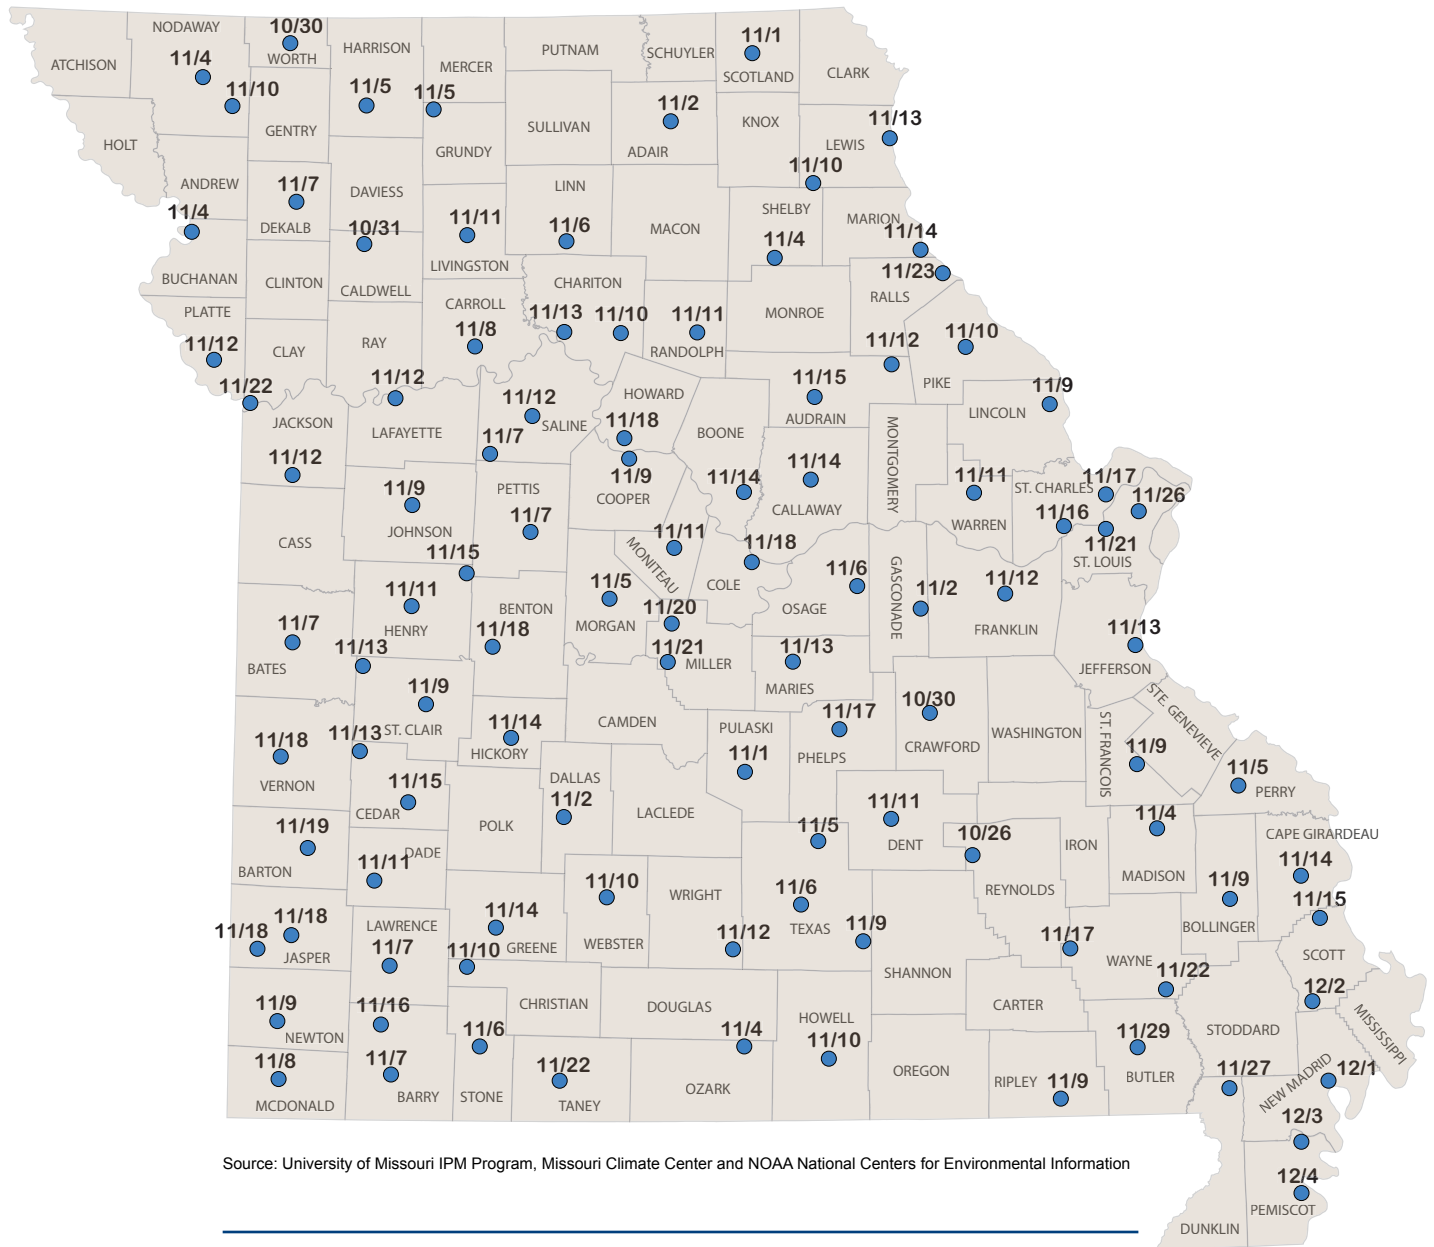 NODAWAY
10/30
HARRISON
PUTNAM
SCHUYLER
11/1
ATCHISON
11/4
WORTH
MERCER
SCOTLAND
CLARK
11/10
11/5
11/5
11/2
11/13
HOLT
GENTRY
GRUNDY
SULLIVAN
ADAIR
KNOX
LEWIS
11/10
ANDREW
11/7
DAVIESS
LINN
SHELBY
MARION
11/4
DEKALB
10/31
11/11
11/6
MACON
11/4
11/14
BUCHANAN
CLINTON
CALDWELL
LIVINGSTON
CHARITON
11/23
RALLS
PLATTE
CARROLL
11/13
11/10
11/11
MONROE
11/12
CLAY
RAY
11/8
RANDOLPH
11/12
11/10
11/22
11/12
HOWARD
11/15
PIKE
11/9
JACKSON
LAFAYETTE
11/12
SALINE
11/18
BOONE
AUDRAIN
LINCOLN
11/12
11/7
11/9
11/14
11/14
MONTGOMERY
11/11
ST. CHARLES
11/17
11/26
11/9
PETTIS
COOPER
CALLAWAY
WARREN
11/16
CASS
JOHNSON
11/7
11/11
11/18
11/21
11/15
MONITEAU
COLE
11/6
GASCONADE
11/2
11/12
ST. LOUIS
11/11
BENTON
11/5
11/20
OSAGE
11/7
HENRY
11/18
MORGAN
FRANKLIN
11/13
BATES
11/13
11/21
MILLER
11/13
JEFFERSON
11/9
MARIES
10/30
STE. GENEVIEVE
11/18
11/13
ST. CLAIR
11/14
CAMDEN
PULASKI
11/17
CRAWFORD
WASHINGTON
ST. FRANCOIS
11/9
VERNON
HICKORY
11/1
PHELPS
11/5
11/15
DALLAS
PERRY
CEDAR
11/2
LACLEDE
11/11
11/4
11/19
POLK
11/5
10/26
CAPE GIRARDEAU
BARTON
DADE
DENT
IRON
11/14
11/11
11/10
WRIGHT
11/6
REYNOLDS
MADISON
11/9
11/18
11/18
LAWRENCE
11/14
TEXAS
11/9
11/17
BOLLINGER
11/15
JASPER
11/7
11/10
GREENE
WEBSTER
11/12
SHANNON
WAYNE
SCOTT
11/9
11/16
CHRISTIAN
DOUGLAS
HOWELL
CARTER
11/22
12/2
NEWTON
11/6
11/4
11/10
11/29
STODDARD
MISSISSIPPI
11/8
11/7
11/22
OREGON
RIPLEY
11/9
BUTLER
11/27
NEW MADRID
12/1
MCDONALD
BARRY
STONE
TANEY
OZARK
12/3
Source: University of Missouri IPM Program, Missouri Climate Center and NOAA National Centers for Environmental Information
12/4
PEMISCOT
DUNKLIN